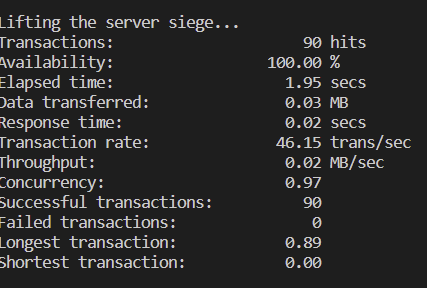 Lifting the server siege...
Transactions: 90 hits
Availability: 100.00 %
Elapsed time: 1.95 secs
Data transferred: 0.03 MB
Response time: 0.02 secs
Transaction rate: 46.15 trans/sec
Throughput: 0.02 MB/sec
Concurrency: 0.97
Successful transactions: 90
Failed transactions: 0
Longest transaction: 0.89
Shortest transaction: 0.00